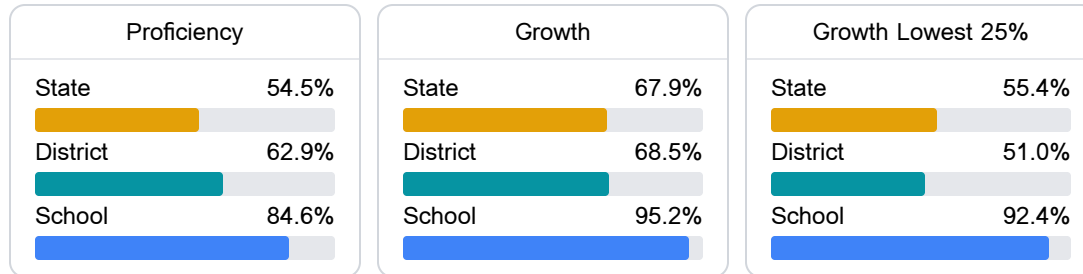 Proficiency
State 54.5%
District 62.9%
School 84.6%
Growth
State 67.9%
District 68.5%
School 95.2%
Growth Lowest 25%
State 55.4%
District 51.0%
School 92.4%